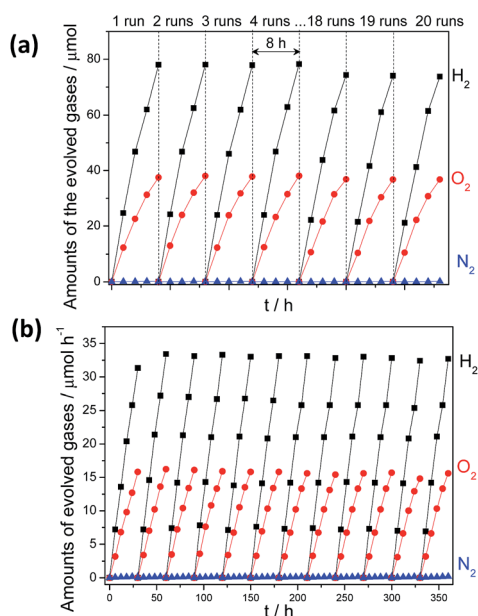 1 run 2 runs 3 runs 4 runs ...18 runs 19 runs 20 runs
(a)
8 h
Amounts of the evolved gases / μmol
80
60
40
20
0
H₂
O₂
N₂
t / h
(b)
Amounts of evolved gases / μmol h⁻¹
35
30
25
20
15
10
5
0
H₂
O₂
N₂
0 50 100 150 200 250 300 350
t / h